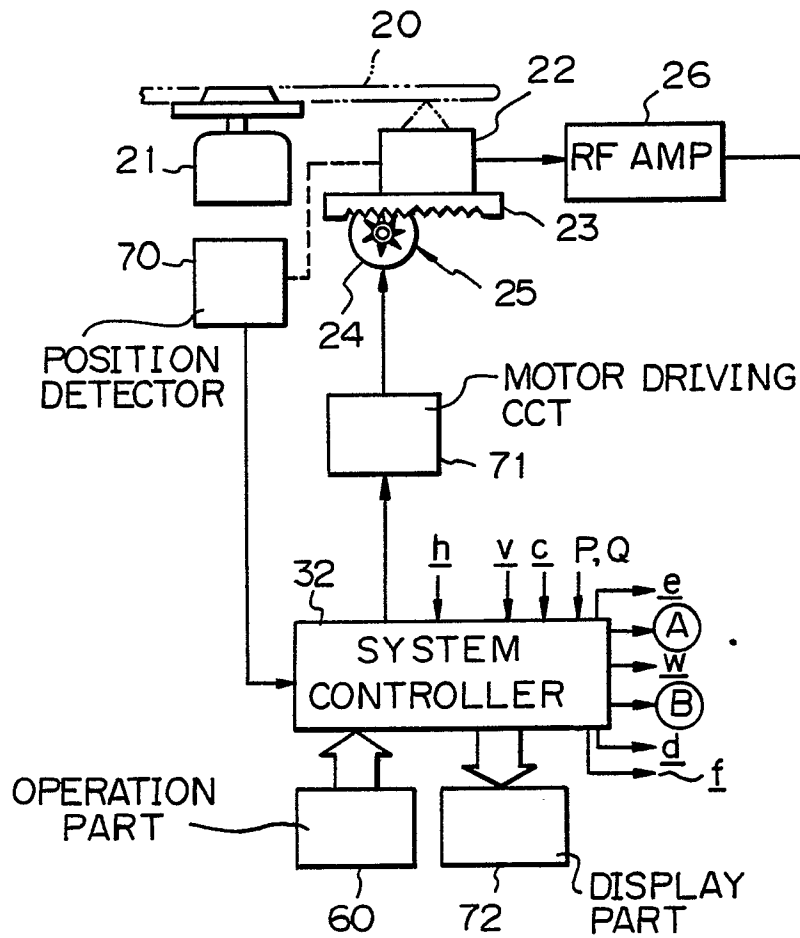 20
22
26
21
RF AMP
23
70
24
25
POSITION
DETECTOR
MOTOR DRIVING
CCT
71
h
v
c
P, Q
32
e
SYSTEM
CONTROLLER
A
w
B
d
f
OPERATION
PART
60
72
DISPLAY
PART